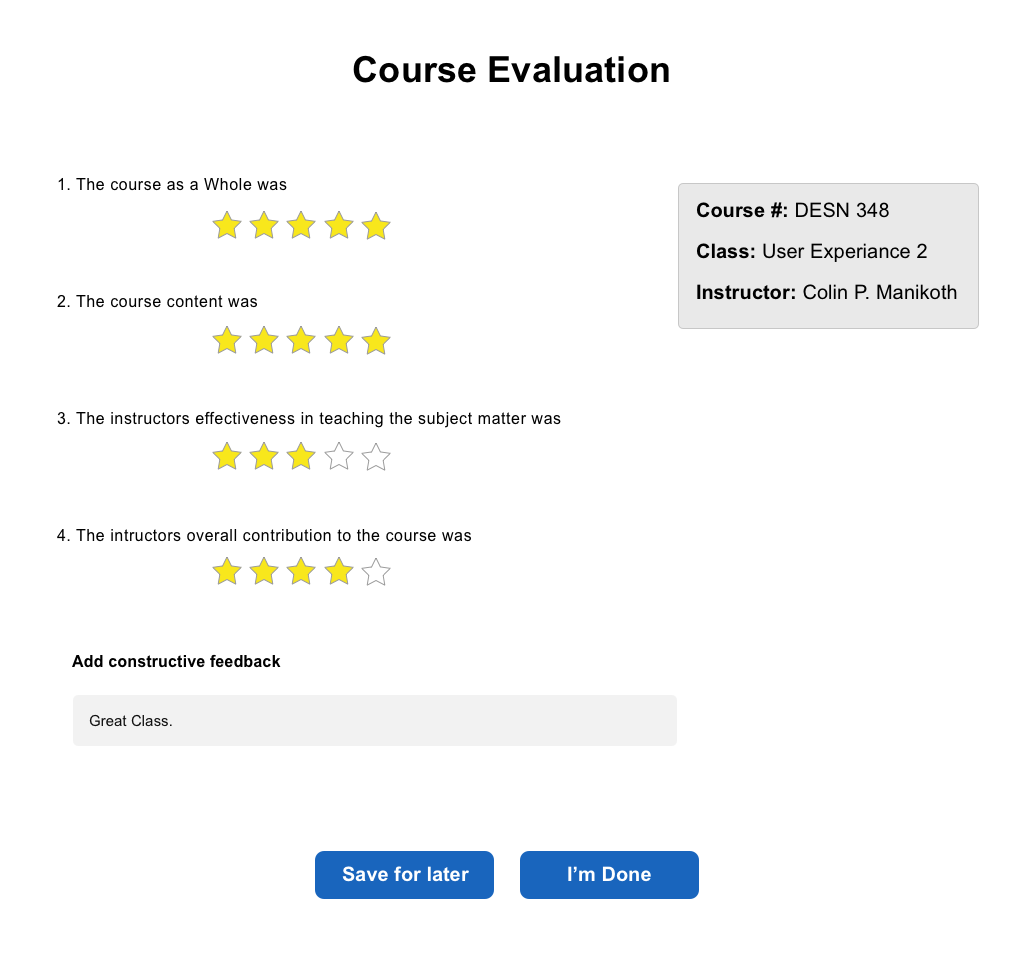 Course Evaluation
1. The course as a Whole was
Course #: DESN 348
Class: User Experiance 2
Instructor: Colin P. Manikoth
2. The course content was
3. The instructors effectiveness in teaching the subject matter was
4. The intructors overall contribution to the course was
Add constructive feedback
Great Class.
Save for later
I’m Done